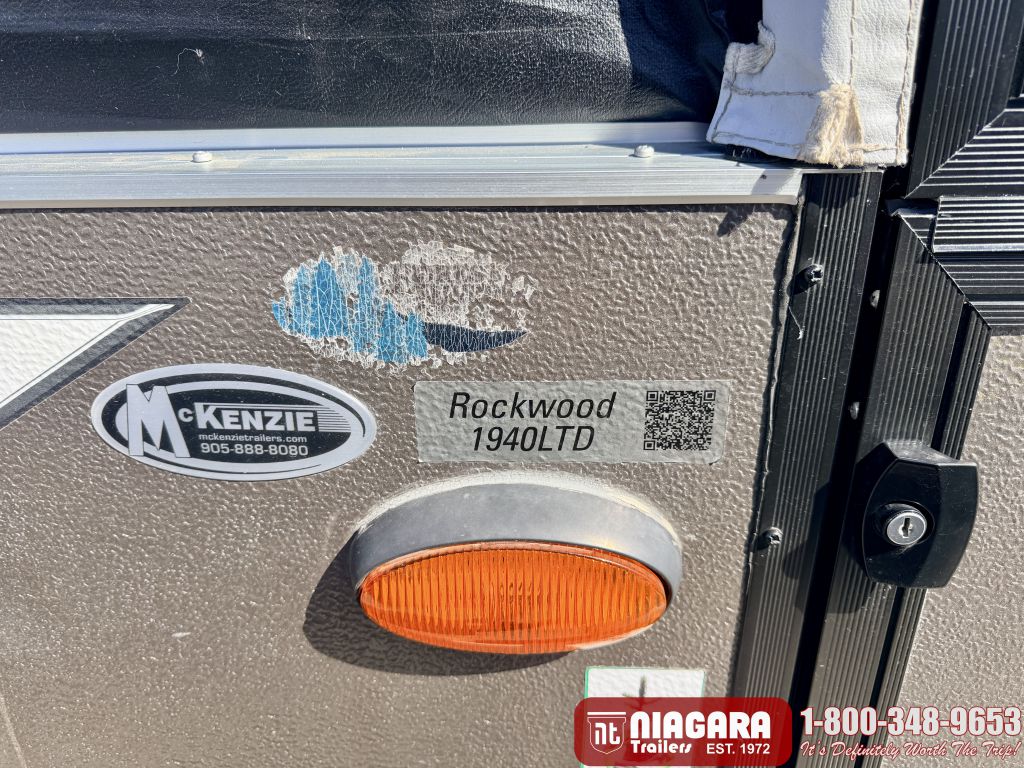 McKENZIE
mckenzietrailers.com
905-888-8080
Rockwood
1940LTD
nt NIAGARA
Trailers EST. 1972
1-800-348-9653
It's Definitely Worth The Trip!